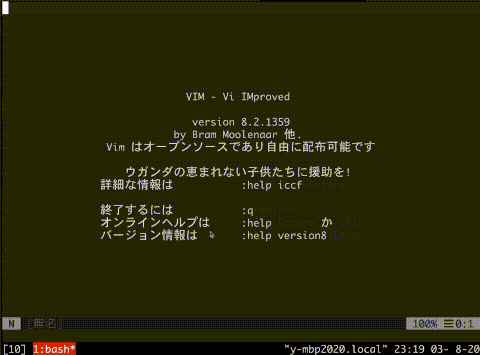 VIM - Vi IMproved
version 8.2.1359
by Bram Moolenaar 他.
Vim はオープンソースであり自由に配布可能です
ウガンダの恵まれない子供たちに援助を!
詳細な情報は :help iccf
終了するには :q
オンラインヘルプは :help か
バージョン情報は :help version8
N [無名] 100% ☰0:1
[10] 1:bash* "y-mbp2020.local" 23:19 03- 8-20